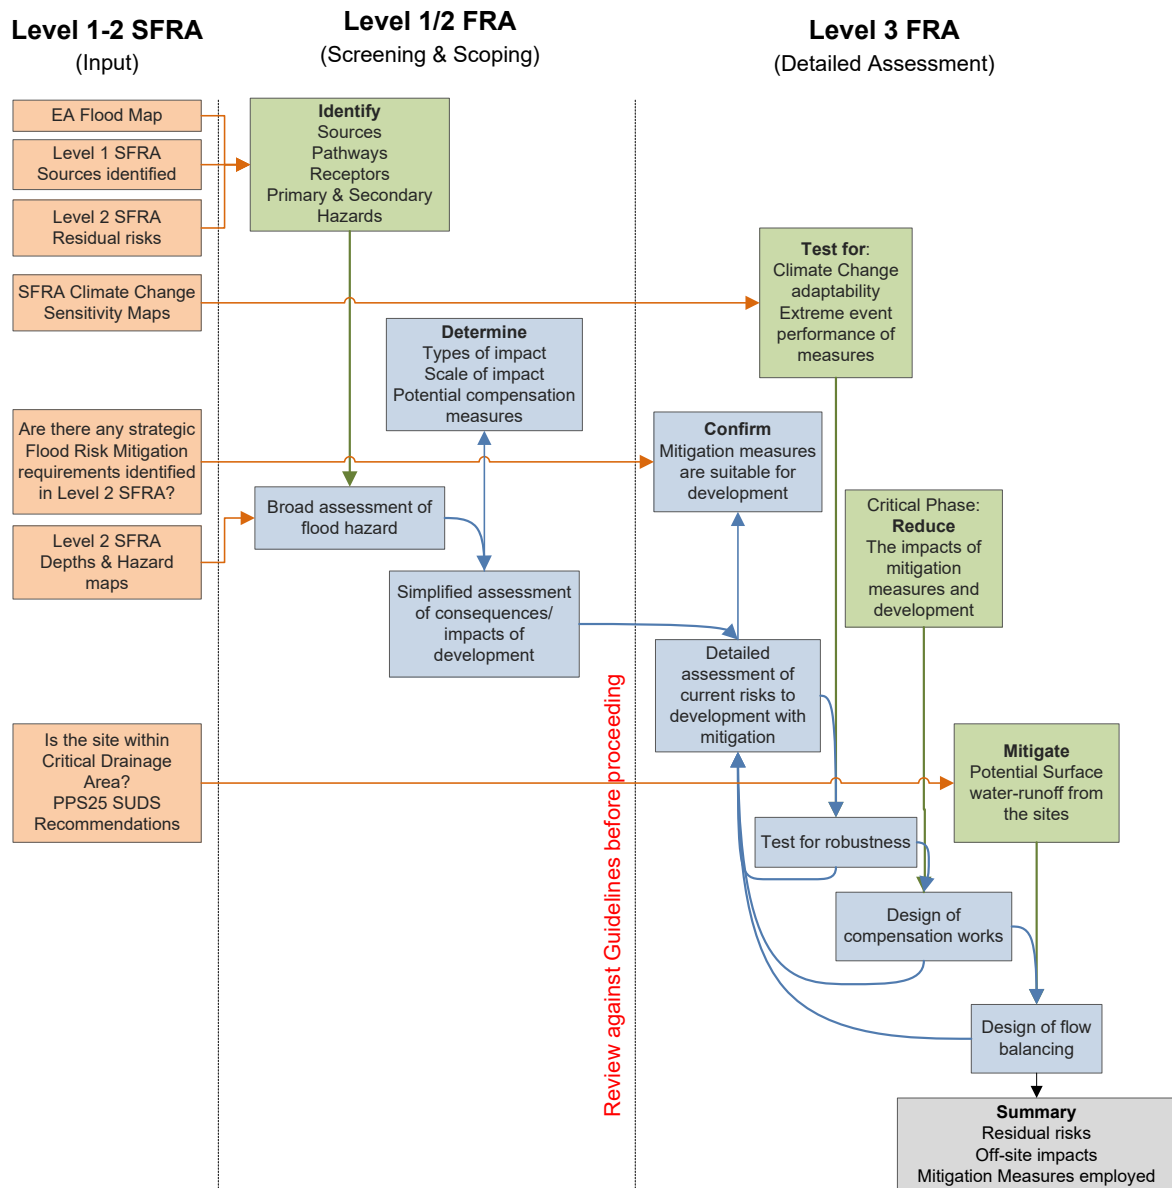 Level 1-2 SFRA
(Input)
Level 1/2 FRA
(Screening & Scoping)
Level 3 FRA
(Detailed Assessment)
EA Flood Map
Level 1 SFRA
Sources identified
Level 2 SFRA
Residual risks
SFRA Climate Change
Sensitivity Maps
Are there any strategic
Flood Risk Mitigation
requirements identified
in Level 2 SFRA?
Level 2 SFRA
Depths & Hazard
maps
Is the site within
Critical Drainage
Area?
PPS25 SUDS
Recommendations
Identify
Sources
Pathways
Receptors
Primary & Secondary
Hazards
Determine
Types of impact
Scale of impact
Potential compensation
measures
Broad assessment of
flood hazard
Simplified assessment
of consequences/
impacts of
development
Review against Guidelines before proceeding
Test for:
Climate Change
adaptability
Extreme event
performance of
measures
Confirm
Mitigation measures
are suitable for
development
Critical Phase:
Reduce
The impacts of
mitigation
measures and
development
Detailed
assessment of
current risks to
development with
mitigation
Mitigate
Potential Surface
water-runoff from
the sites
Test for robustness
Design of
compensation works
Design of flow
balancing
Summary
Residual risks
Off-site impacts
Mitigation Measures employed